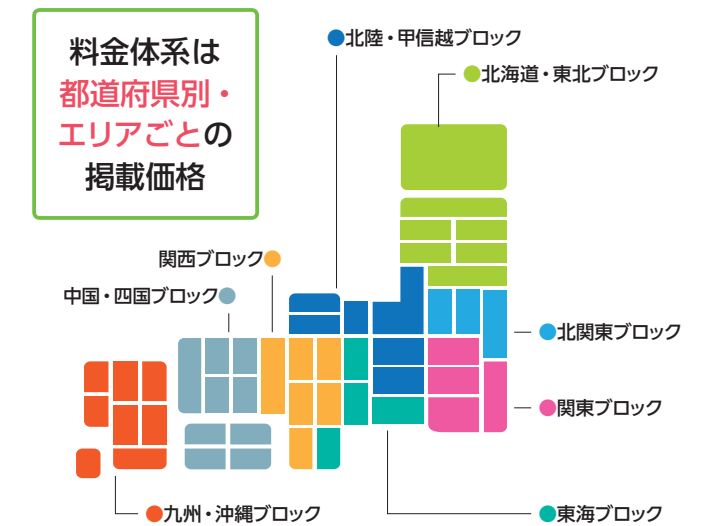 料金体系は
都道府県別・
エリアごとの
掲載価格
北陸・甲信越ブロック
北海道・東北ブロック
関西ブロック
中国・四国ブロック
北関東ブロック
関東ブロック
九州・沖縄ブロック
東海ブロック